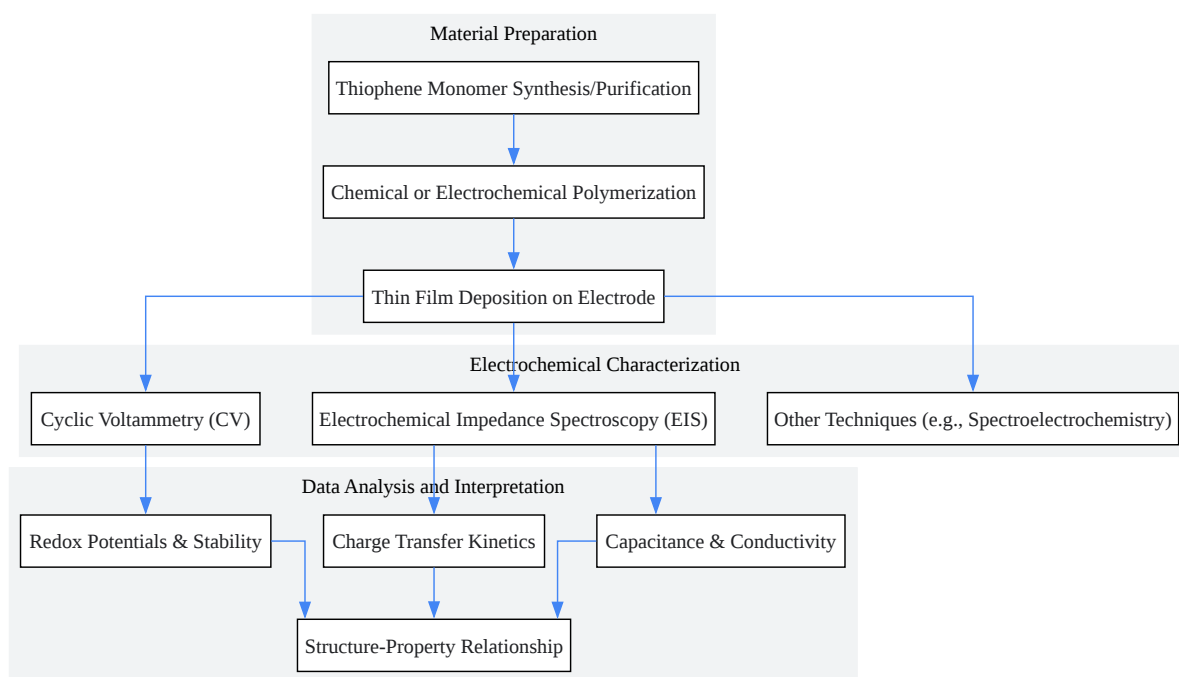 Material Preparation
Thiophene Monomer Synthesis/Purification
Chemical or Electrochemical Polymerization
Thin Film Deposition on Electrode
Electrochemical Characterization
Cyclic Voltammetry (CV)
Electrochemical Impedance Spectroscopy (EIS)
Other Techniques (e.g., Spectroelectrochemistry)
Data Analysis and Interpretation
Redox Potentials & Stability
Charge Transfer Kinetics
Capacitance & Conductivity
Structure-Property Relationship